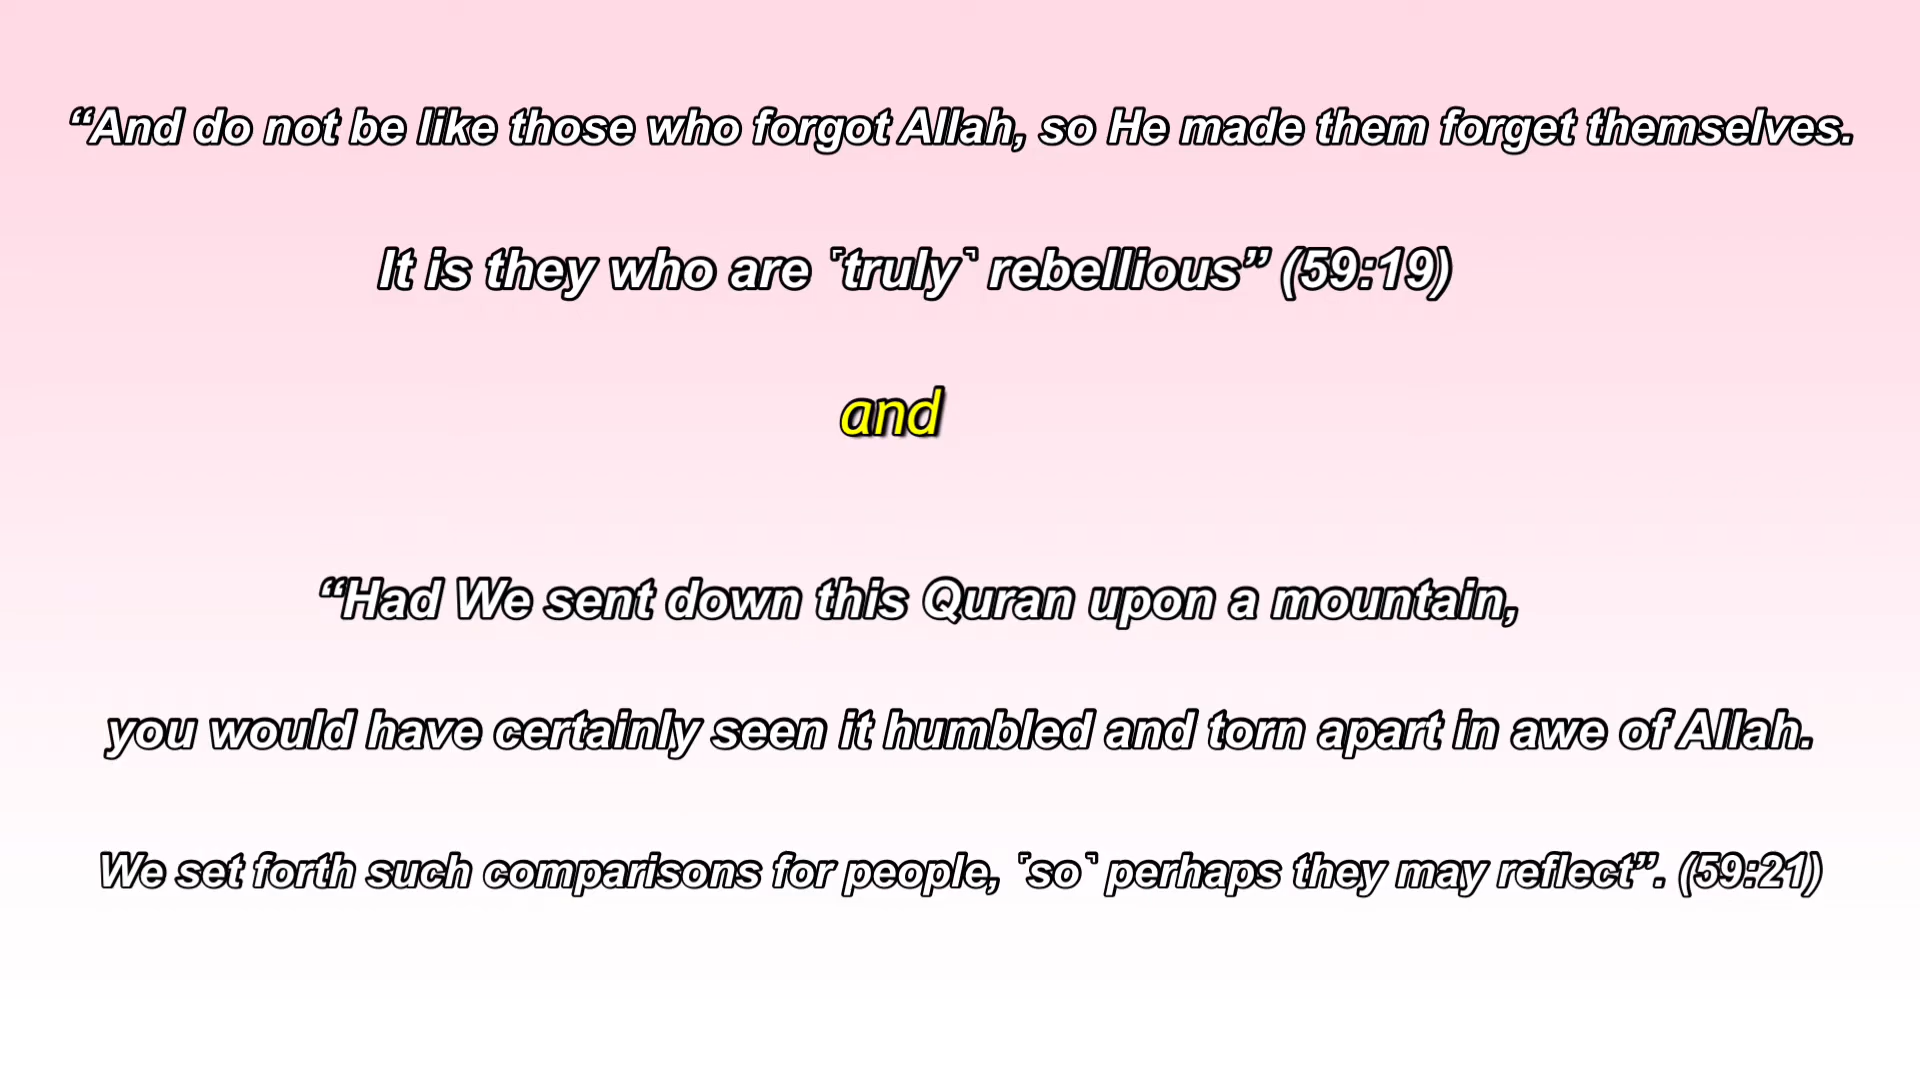 “And do not be like those who forgot Allah, so He made them forget themselves.
It is they who are ˹truly˺ rebellious” (59:19)
and
“Had We sent down this Quran upon a mountain,
you would have certainly seen it humbled and torn apart in awe of Allah.
We set forth such comparisons for people, ˹so˺ perhaps they may reflect”. (59:21)